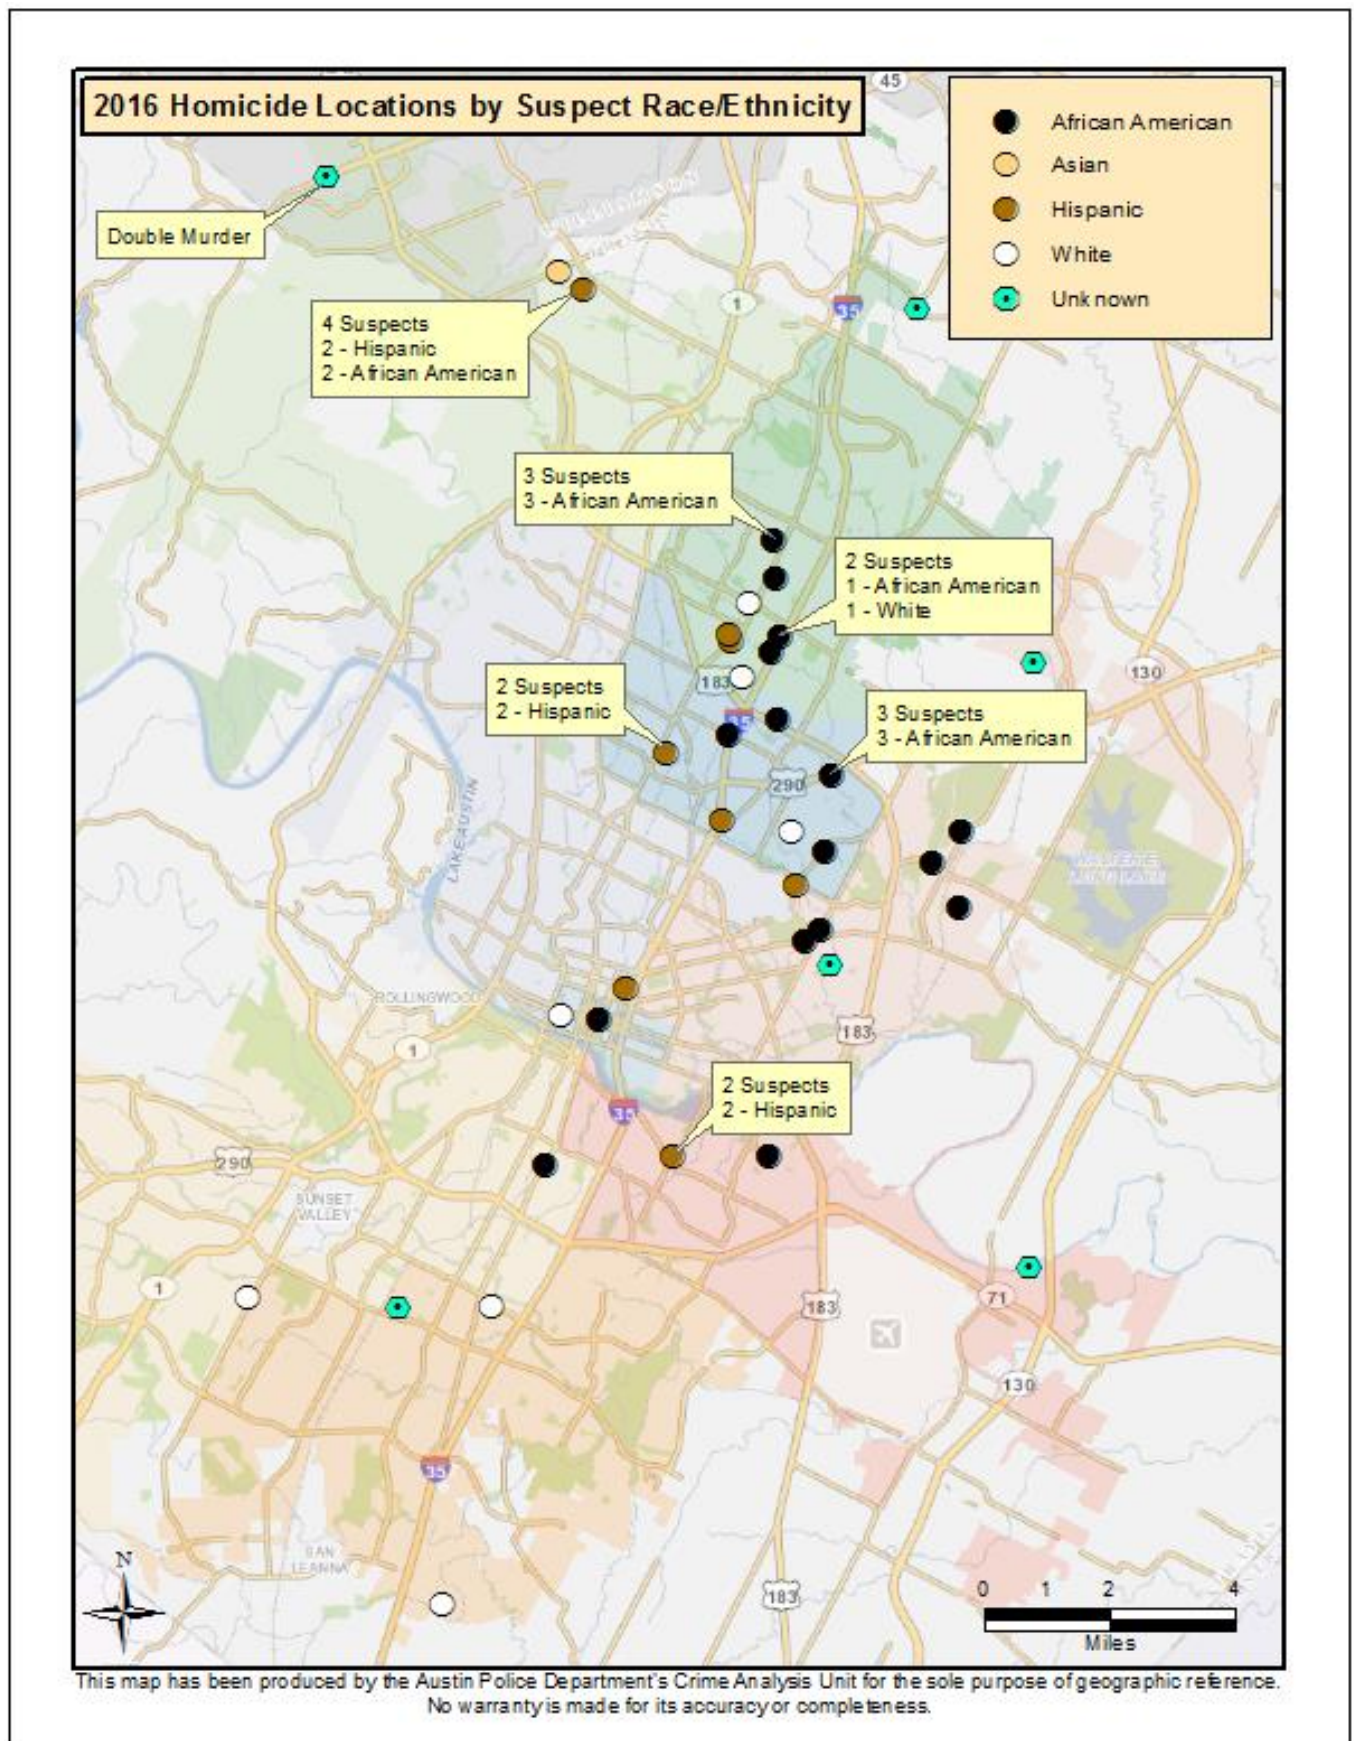 2016 Homicide Locations by Suspect Race/Ethnicity
45
African American
Asian
Hispanic
White
Unknown
Double Murder
1
35
4 Suspects
2 - Hispanic
2 - African American
3 Suspects
3 - African American
2 Suspects
1 - African American
1 - White
183
130
2 Suspects
2 - Hispanic
35
3 Suspects
3 - African American
290
LAKE AUSTIN
ROLLINGWOOD
1
183
2 Suspects
2 - Hispanic
35
290
SUNSET
VALLEY
1
183
71
130
35
SAN
LEANNA
183
N
0 1 2 4
Miles
This map has been produced by the Austin Police Department's Crime Analysis Unit for the sole purpose of geographic reference.
No warranty is made for its accuracy or completeness.